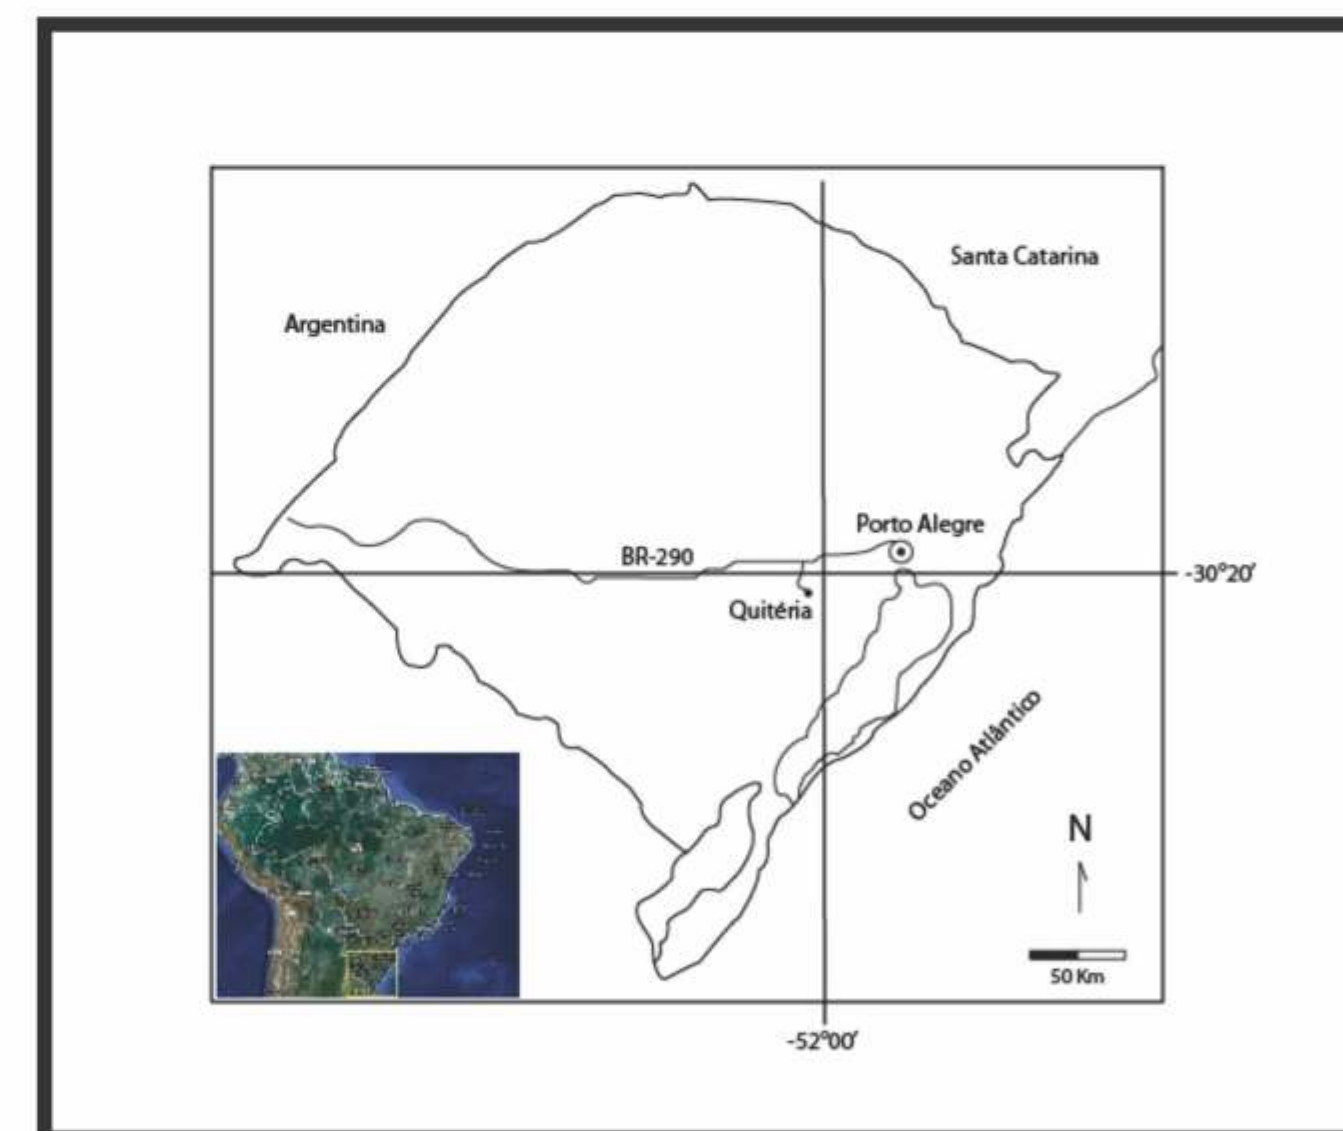 Santa Catarina
Argentina
Porto Alegre
BR-290
-30°20'
Quitéria
Oceano Atlântico
N
50 Km
-52°00'